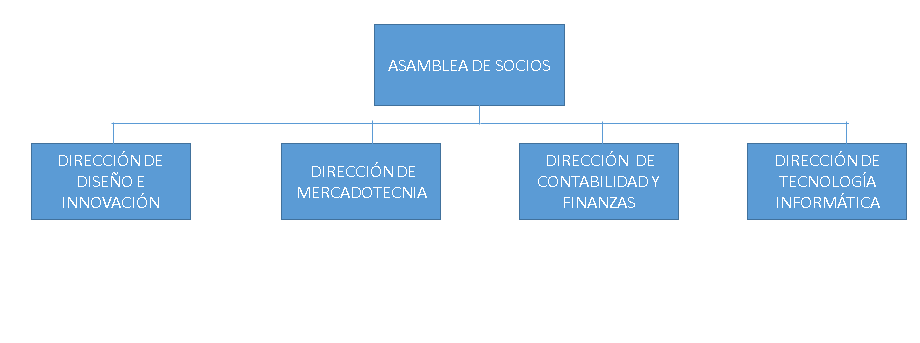 ASAMBLEA DE SOCIOS
DIRECCIÓN DE
DISEÑO E
INNOVACIÓN
DIRECCIÓN DE
MERCADOTECNIA
DIRECCIÓN DE
CONTABILIDAD Y
FINANZAS
DIRECCIÓN DE
TECNOLOGÍA
INFORMÁTICA